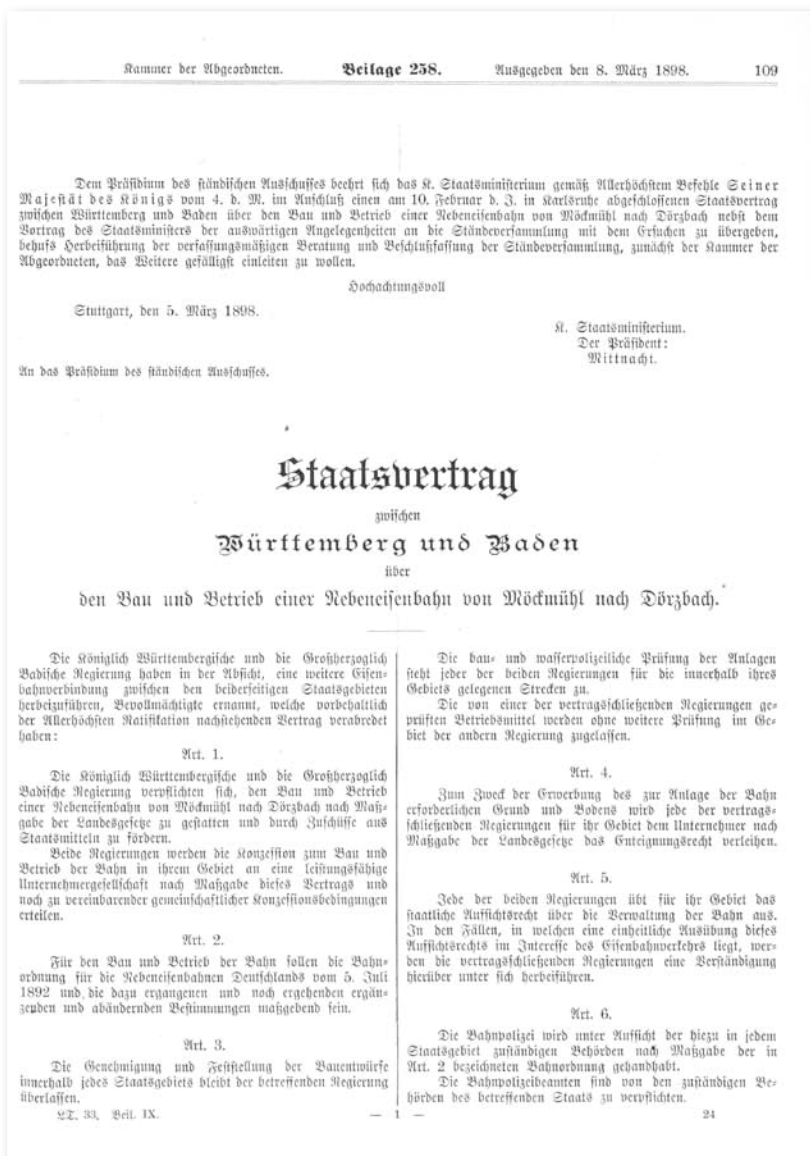 Kammer der Abgeordneten. Beilage 258. Ausgegeben den 8. März 1898. 109
Dem Präsidium des ständischen Ausschusses beehrt sich das K. Staatsministerium gemäß Allerhöchstem Befehle Seiner
Majestät des Königs vom 4. d. M. im Anschluß einen am 10. Februar d. J. in Karlsruhe abgeschlossenen Staatsvertrag
zwischen Württemberg und Baden über den Bau und Betrieb einer Nebeneisenbahn von Möckmühl nach Dörzbach nebst dem
Vortrag des Staatsministers der auswärtigen Angelegenheiten an die Ständeversammlung mit dem Ersuchen zu übergeben,
behufs Herbeiführung der verfassungsmäßigen Beratung und Beschlußfassung der Ständeversammlung, zunächst der Kammer der
Abgeordneten, das Weitere gefälligst einleiten zu wollen.
Hochachtungsvoll
Stuttgart, den 5. März 1898.
K. Staatsministerium.
Der Präsident:
Mittnacht.
An das Präsidium des ständischen Ausschusses.
Staatsvertrag
zwischen
Württemberg und Baden
über
den Bau und Betrieb einer Nebeneisenbahn von Möckmühl nach Dörzbach.
Die Königlich Württembergische und die Großherzoglich
Badische Regierung haben in der Absicht, eine weitere Eisen-
bahnverbindung zwischen den beiderseitigen Staatsgebieten
herbeizuführen, Bevollmächtigte ernannt, welche vorbehaltlich
der Allerhöchsten Ratifikation nachstehenden Vertrag verabredet
haben:
Art. 1.
Die Königlich Württembergische und die Großherzoglich
Badische Regierung verpflichten sich, den Bau und Betrieb
einer Nebeneisenbahn von Möckmühl nach Dörzbach nach Maß-
gabe der Landesgesetze zu gestatten und durch Zuschüsse aus
Staatsmitteln zu fördern.
Beide Regierungen werden die Konzession zum Bau und
Betrieb der Bahn in ihrem Gebiet an eine leistungsfähige
Unternehmergesellschaft nach Maßgabe dieses Vertrags und
noch zu vereinbarender gemeinschaftlicher Konzessionsbedingungen
erteilen.
Art. 2.
Für den Bau und Betrieb der Bahn sollen die Bahn-
ordnung für die Nebeneisenbahnen Deutschlands vom 5. Juli
1892 und die dazu ergangenen und noch ergehenden ergän-
zenden und abändernden Bestimmungen maßgebend sein.
Art. 3.
Die Genehmigung und Feststellung der Bauentwürfe
innerhalb jedes Staatsgebiets bleibt der betreffenden Regierung
überlassen.
Die bau- und wasserpolizeiliche Prüfung der Anlagen
steht jeder der beiden Regierungen für die innerhalb ihres
Gebiets gelegenen Strecken zu.
Die von einer der vertragsschließenden Regierungen ge-
prüften Betriebsmittel werden ohne weitere Prüfung im Ge-
biet der andern Regierung zugelassen.
Art. 4.
Zum Zweck der Erwerbung des zur Anlage der Bahn
erforderlichen Grund und Bodens wird jede der vertrags-
schließenden Regierungen für ihr Gebiet dem Unternehmer nach
Maßgabe der Landesgesetze das Enteignungsrecht verleihen.
Art. 5.
Jede der beiden Regierungen übt für ihr Gebiet das
staatliche Aufsichtsrecht über die Verwaltung der Bahn aus.
In den Fällen, in welchen eine einheitliche Ausübung dieses
Aufsichtsrechts im Interesse des Eisenbahnverkehrs liegt, wer-
den die vertragsschließenden Regierungen eine Verständigung
hierüber unter sich herbeiführen.
Art. 6.
Die Bahnpolizei wird unter Aufsicht der hiezu in jedem
Staatsgebiet zuständigen Behörden nach Maßgabe der in
Art. 2 bezeichneten Bahnordnung gehandhabt.
Die Bahnpolizeibeamten sind von den zuständigen Be-
hörden des betreffenden Staats zu verpflichten.
LT. 33. Beil. IX. — 1 — 24